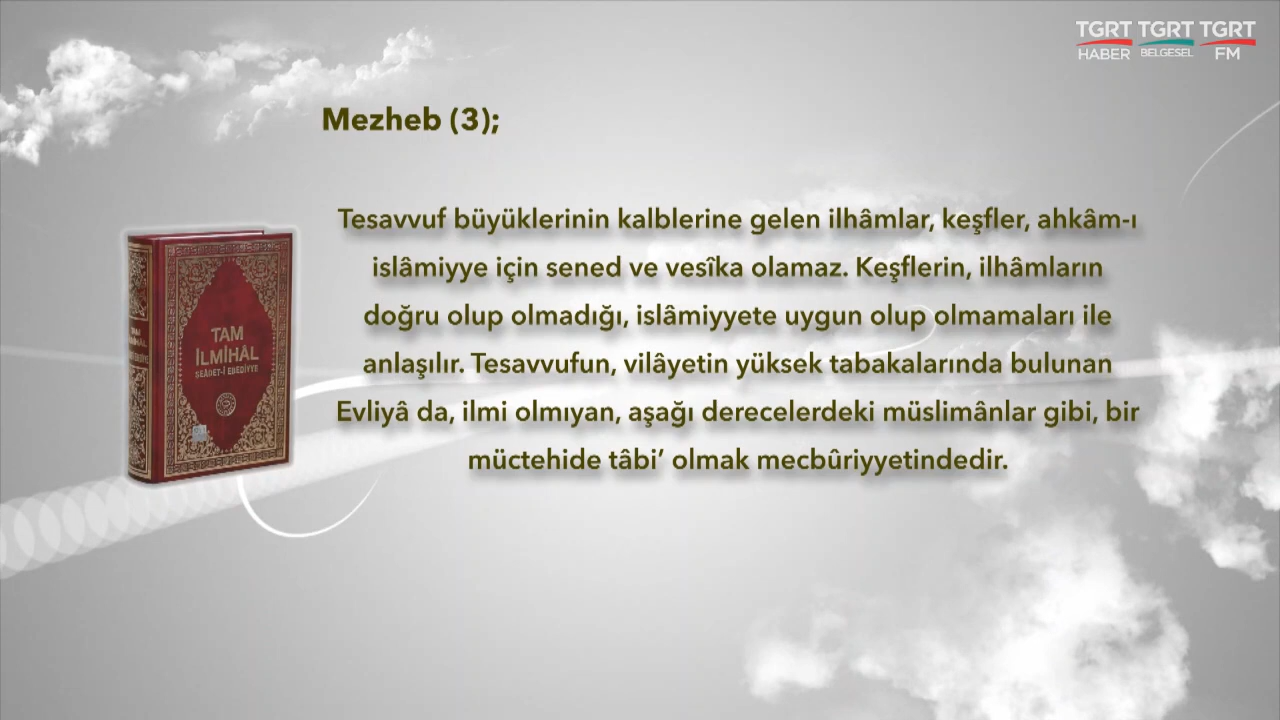 TGRT TGRT TGRT
HABER BELGESEL FM
Mezheb (3);
Tesavvuf büyüklerinin kalblerine gelen ilhâmlar, keşfler, ahkâm-ı
islâmiyye için sened ve vesîka olamaz. Keşflerin, ilhâmların
doğru olup olmadığı, islâmiyyete uygun olup olmamaları ile
anlaşılır. Tesavvufun, vilâyetin yüksek tabakalarında bulunan
Evliyâ da, ilmi olmıyan, aşağı derecelerdeki müslimânlar gibi, bir
müctehide tâbi’ olmak mecbûriyyetindedir.
TAM
İLMİHÂL
SEÂDET-İ EBEDİYYE